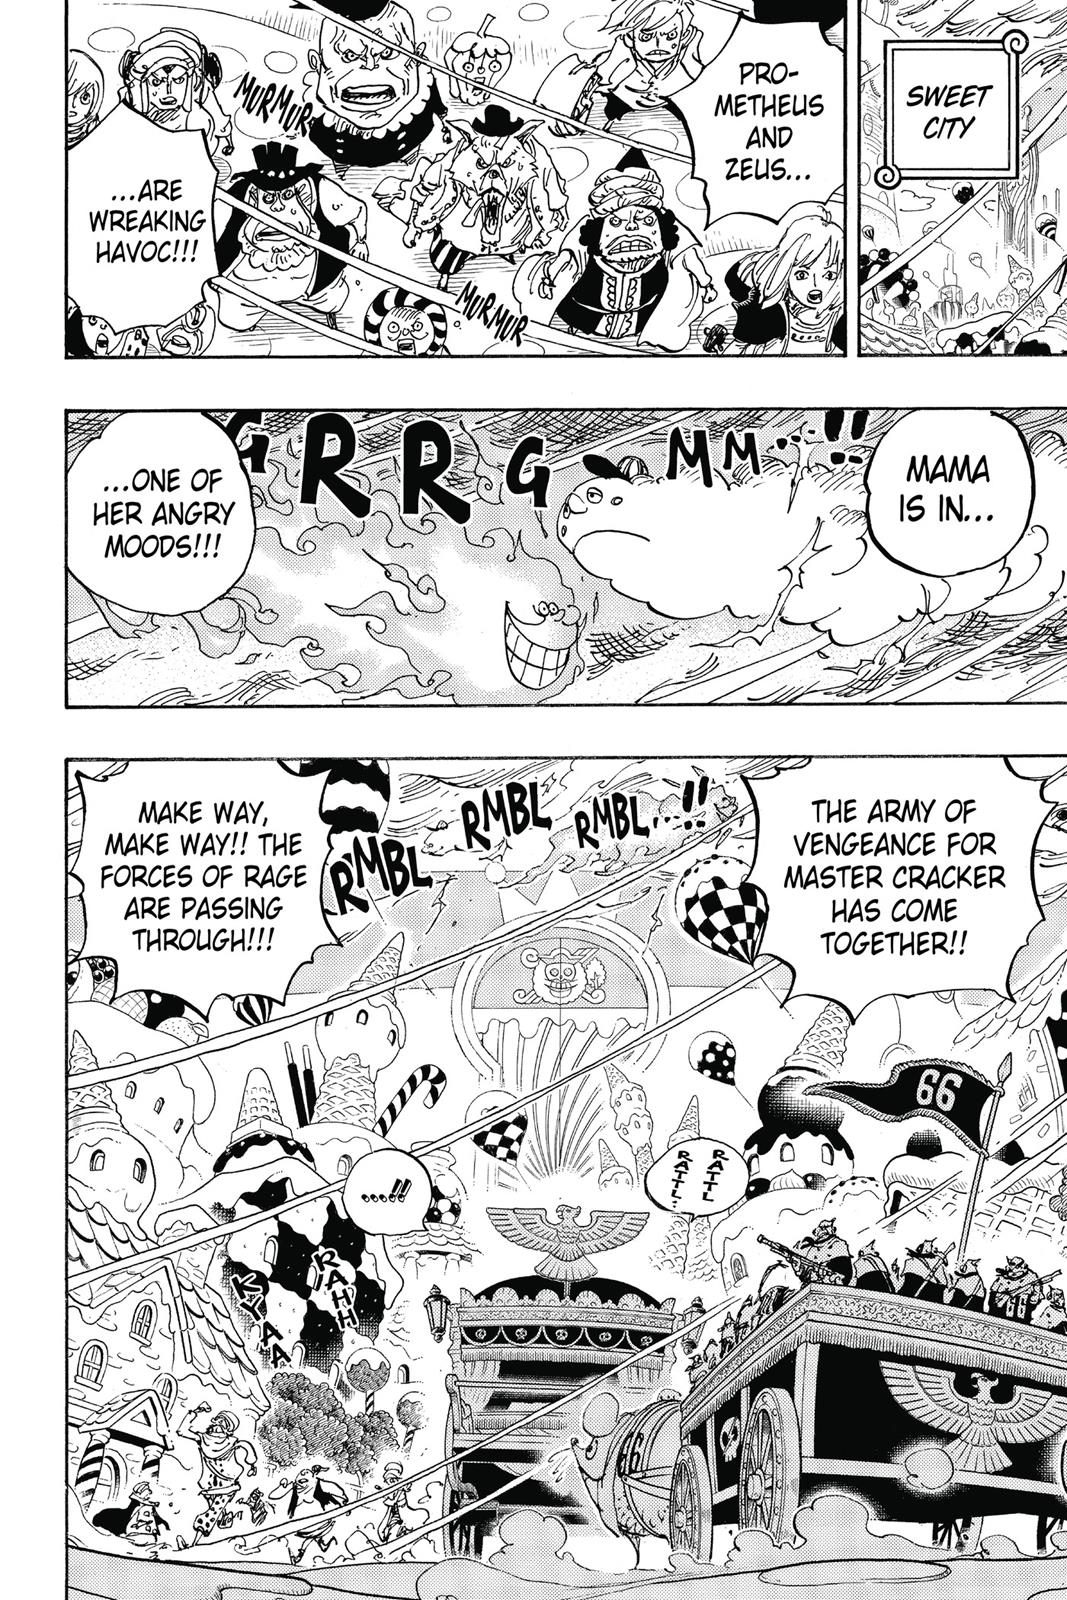 SWEET
CITY
PRO-
METHEUS
AND
ZEUS...
MURMUR
MURMUR
...ARE
WREAKING
HAVOC!!!
MAMA
IS IN...
GRRG
MM...!!
...ONE OF
HER ANGRY
MOODS!!!
THE ARMY OF
VENGEANCE FOR
MASTER CRACKER
HAS COME
TOGETHER!!
RMBL
RMBL
RMBL...!!
MAKE WAY,
MAKE WAY!! THE
FORCES OF RAGE
ARE PASSING
THROUGH!!!
66
RATTL
RATTL...
....!!
RAHH
KYAA
66
66